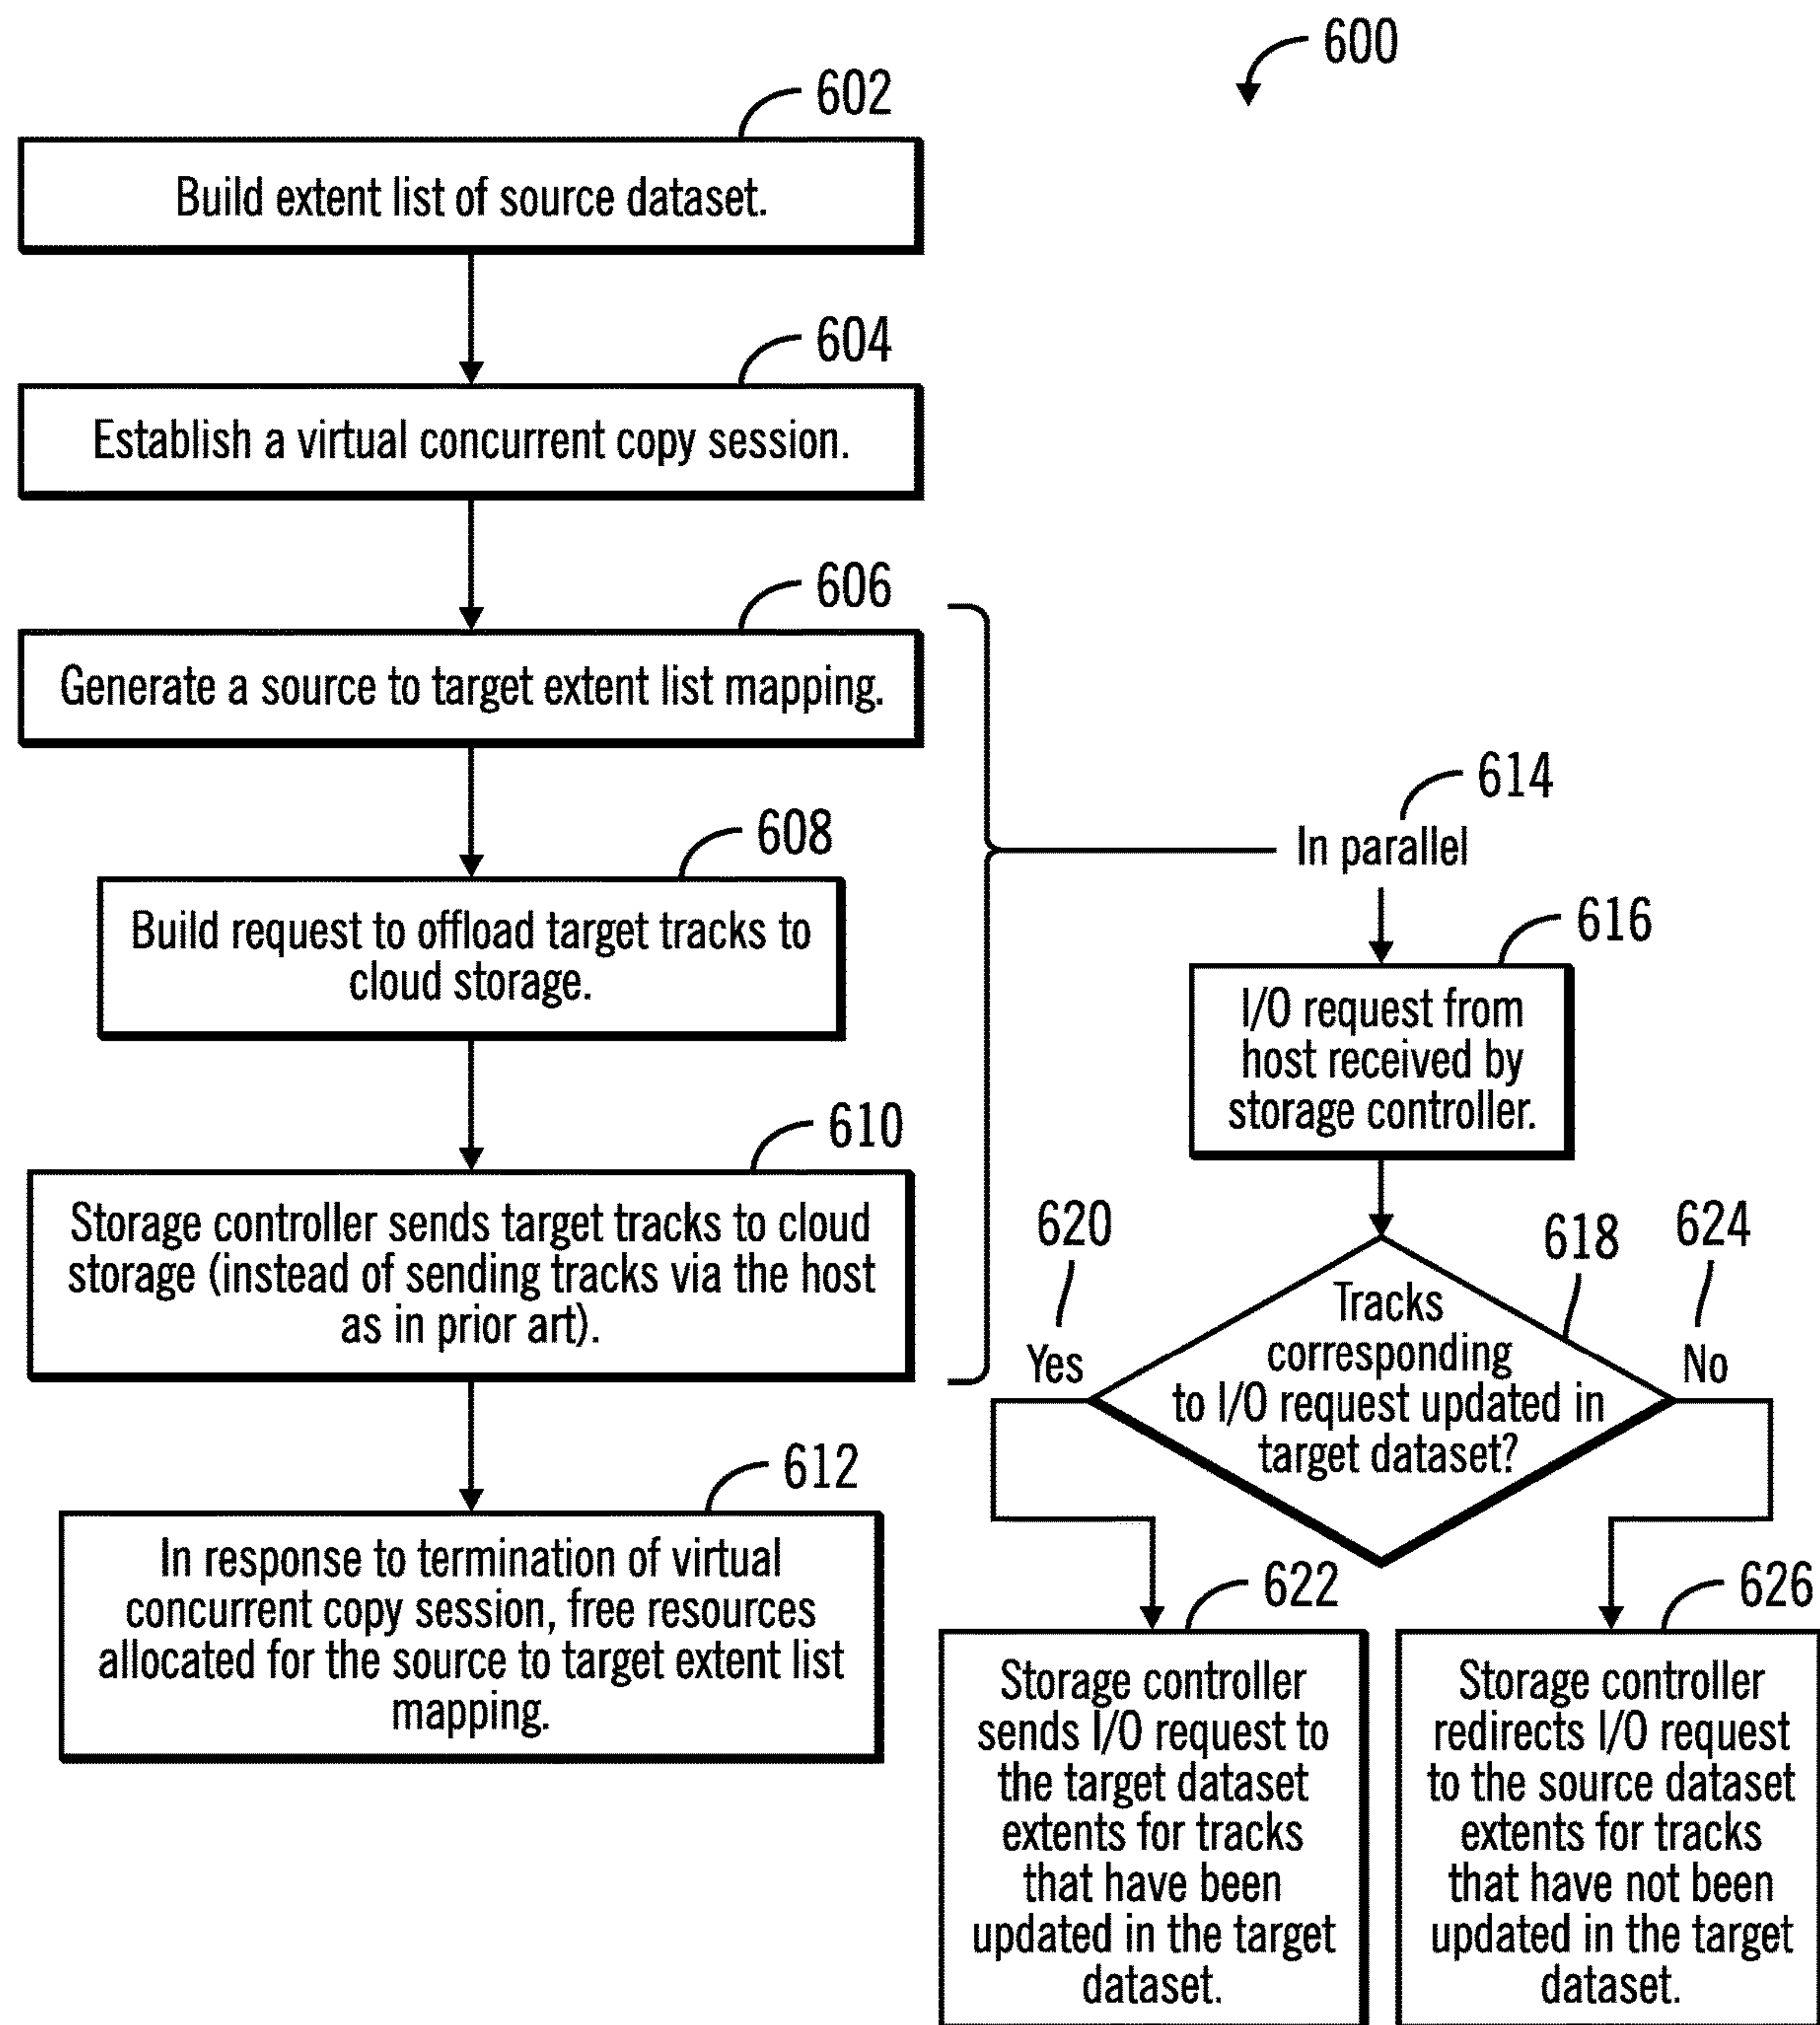 600
602
Build extent list of source dataset.
604
Establish a virtual concurrent copy session.
606
Generate a source to target extent list mapping.
608
Build request to offload target tracks to
cloud storage.
610
Storage controller sends target tracks to cloud
storage (instead of sending tracks via the host
as in prior art).
612
In response to termination of virtual
concurrent copy session, free resources
allocated for the source to target extent list
mapping.
614
In parallel
616
I/O request from
host received by
storage controller.
618
Tracks
corresponding
to I/O request updated in
target dataset?
620
Yes
624
No
622
Storage controller
sends I/O request to
the target dataset
extents for tracks
that have been
updated in the target
dataset.
626
Storage controller
redirects I/O request
to the source dataset
extents for tracks
that have not been
updated in the target
dataset.